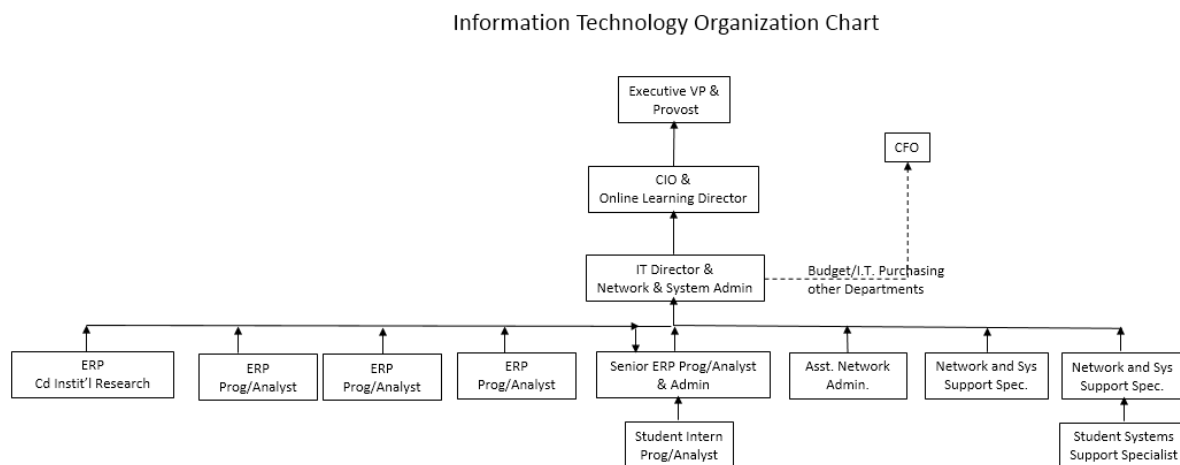 Information Technology Organization Chart
Executive VP &
Provost
CFO
CIO &
Online Learning Director
IT Director &
Network & System Admin
Budget/I.T. Purchasing
other Departments
ERP
Cd Instit'l Research
ERP
Prog/Analyst
ERP
Prog/Analyst
ERP
Prog/Analyst
Senior ERP Prog/Analyst
& Admin
Asst. Network
Admin.
Network and Sys
Support Spec.
Network and Sys
Support Spec.
Student Intern
Prog/Analyst
Student Systems
Support Specialist